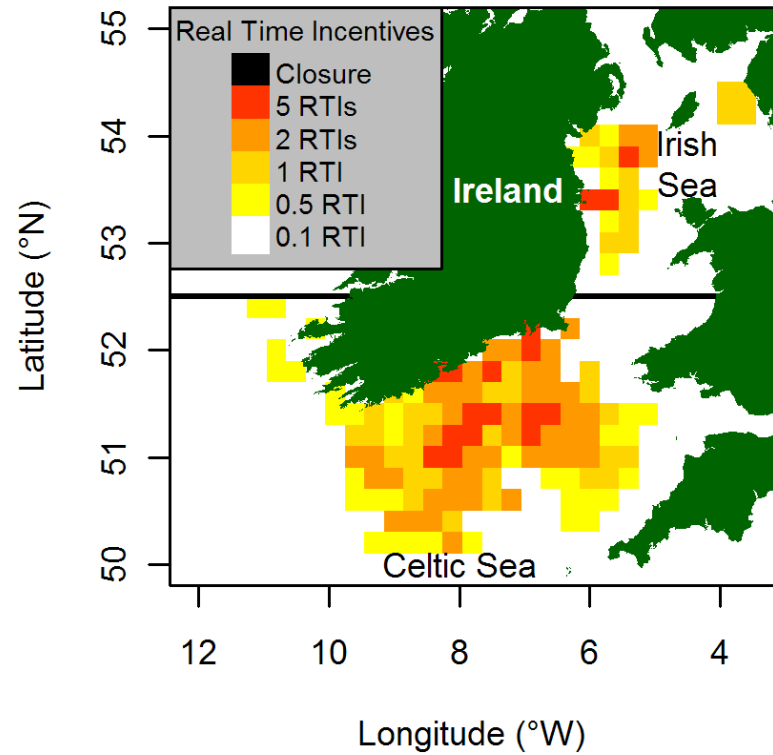 Real Time Incentives
Closure
5 RTIs
2 RTIs
1 RTI
0.5 RTI
0.1 RTI
Ireland
Irish
Sea
Celtic Sea
55
54
53
52
51
50
Latitude (°N)
12 10 8 6 4
Longitude (°W)